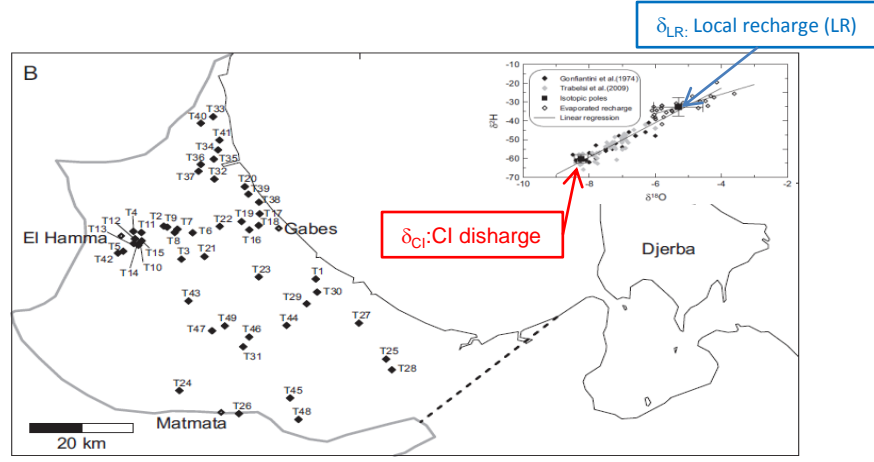 δLR: Local recharge (LR)
B
-10
-20
-30
-40
-50
-60
-70
δ²H
Gonfiantini et al.(1974)
Trabelsi et al.(2009)
Isotopic poles
Evaporated recharge
Linear regression
-10
-8
-6
-4
-2
δ¹⁸O
δCI:CI disharge
T33
T40
T41
T34
T36
T35
T37
T32
T20
T39
T38
T17
T12
T4
T2
T9
T7
T22
T19
T18
Gabes
T13
T11
T6
T16
El Hamma
T8
T5
T15
T3
T21
T42
T10
T14
Djerba
T23
T1
T30
T43
T29
T49
T44
T27
T47
T46
T31
T25
T28
T24
T45
T26
T48
Matmata
20 km